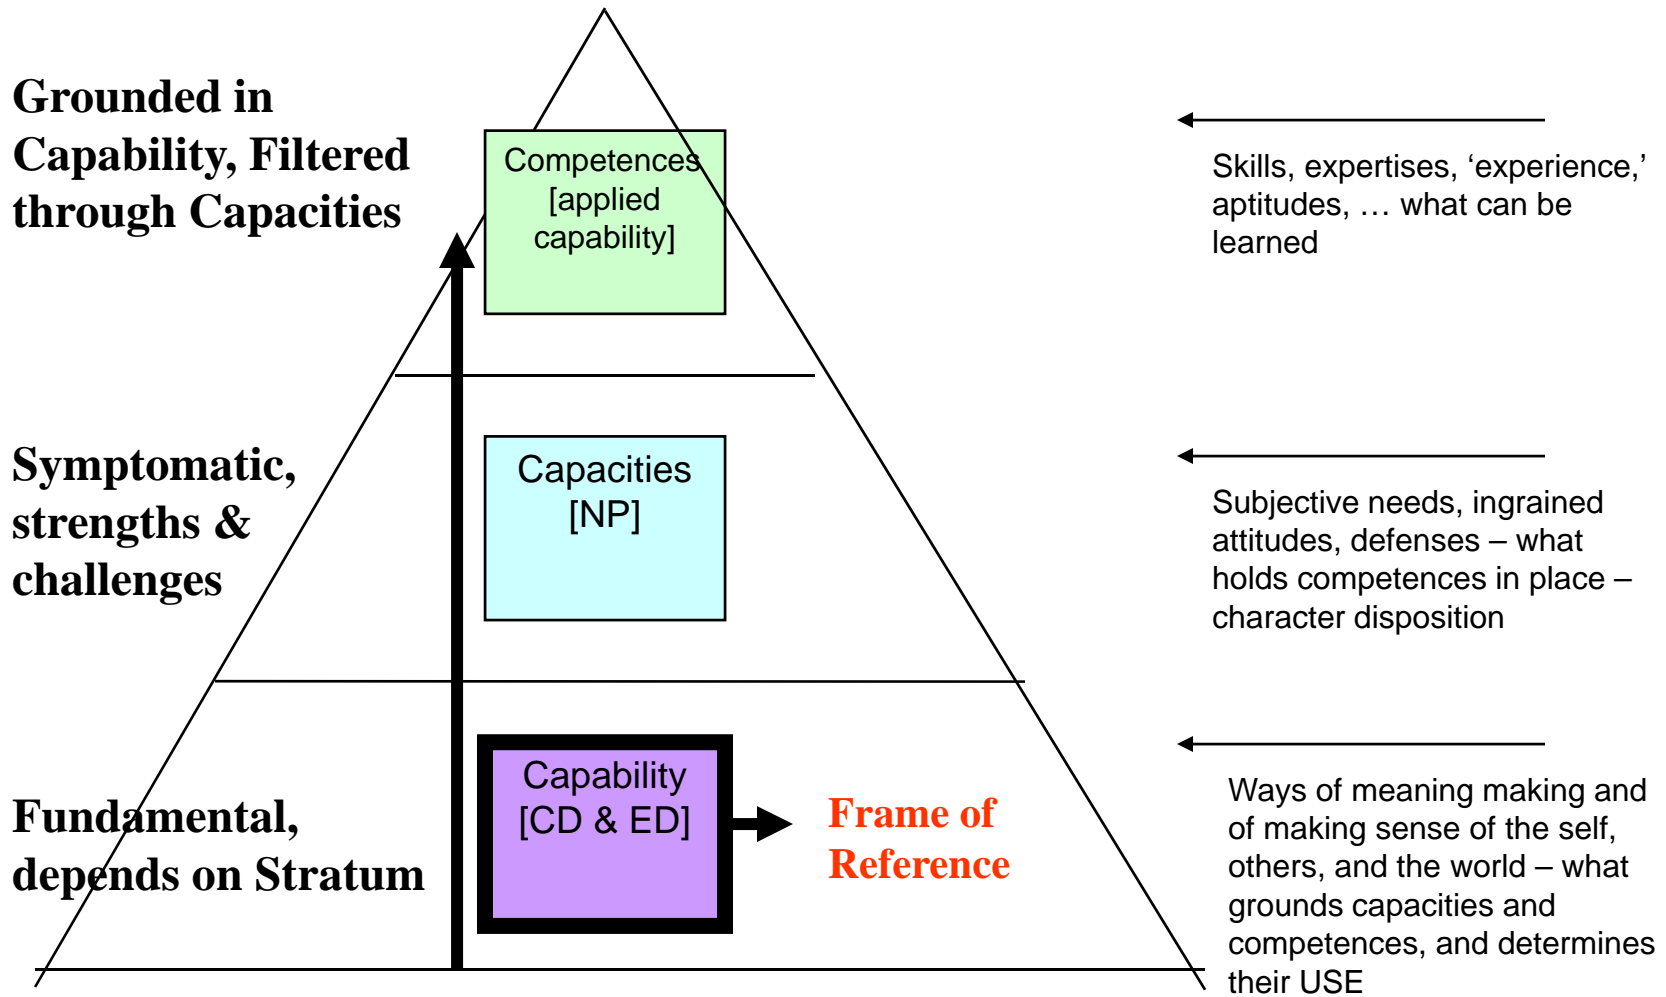 Grounded in
Capability, Filtered
through Capacities
Competences
[applied
capability]
Skills, expertises, ‘experience,’
aptitudes, … what can be
learned
Symptomatic,
strengths &
challenges
Capacities
[NP]
Subjective needs, ingrained
attitudes, defenses – what
holds competences in place –
character disposition
Fundamental,
depends on Stratum
Capability
[CD & ED]
Frame of
Reference
Ways of meaning making and
of making sense of the self,
others, and the world – what
grounds capacities and
competences, and determines
their USE